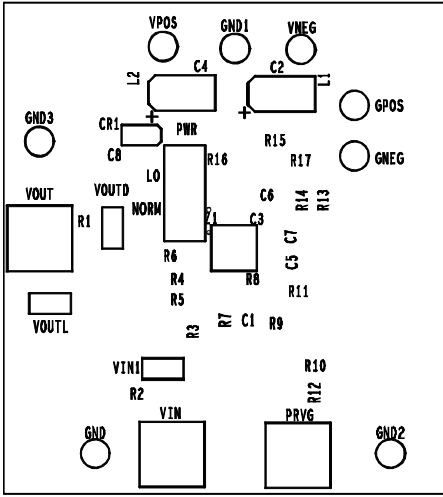 VPOS
GND1
VNEG
L2
C4
C2
L1
GPOS
GND3
CR1
PWR
C8
R15
GNEG
R16
R17
LO
VOUT
VOUTD
NORM
C6
R14
R13
R1
C3
C7
R6
C5
R4
R8
R5
R11
R3
R7
C1
R9
VOUTL
VIN1
R10
R2
R12
VIN
PRVG
GND
GND2